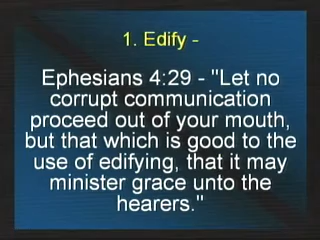 1. Edify -
Ephesians 4:29 - "Let no
corrupt communication
proceed out of your mouth,
but that which is good to the
use of edifying, that it may
minister grace unto the
hearers."